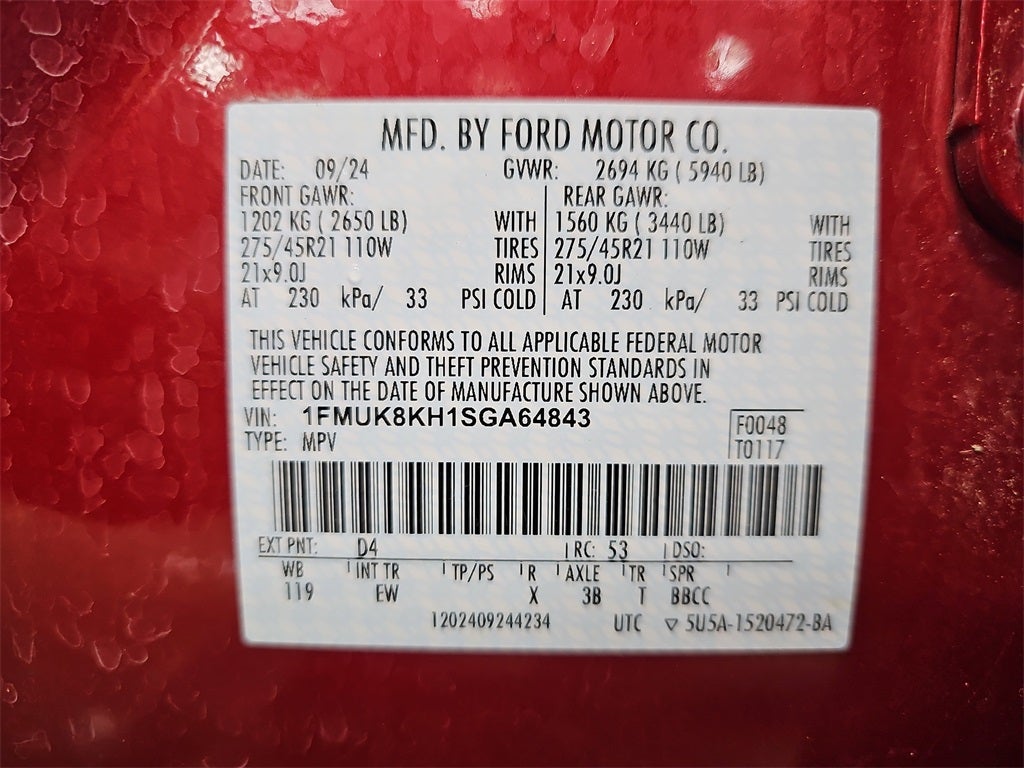 MFD. BY FORD MOTOR CO.
DATE: 09/24 GVWR: 2694 KG ( 5940 LB)
FRONT GAWR: REAR GAWR:
1202 KG ( 2650 LB) WITH 1560 KG ( 3440 LB) WITH
275/45R21 110W TIRES 275/45R21 110W TIRES
21x9.0J RIMS 21x9.0J RIMS
AT 230 kPa/ 33 PSI COLD AT 230 kPa/ 33 PSI COLD
THIS VEHICLE CONFORMS TO ALL APPLICABLE FEDERAL MOTOR
VEHICLE SAFETY AND THEFT PREVENTION STANDARDS IN
EFFECT ON THE DATE OF MANUFACTURE SHOWN ABOVE.
VIN: 1FMUK8KH1SGA64843 F0048
TYPE: MPV T0117
EXT PNT: D4 RC: 53 DSO:
WB INT TR TP/PS R AXLE TR SPR
119 EW X 3B T BBCC
1202409244234 UTC ▽ 5U5A-1520472-BA